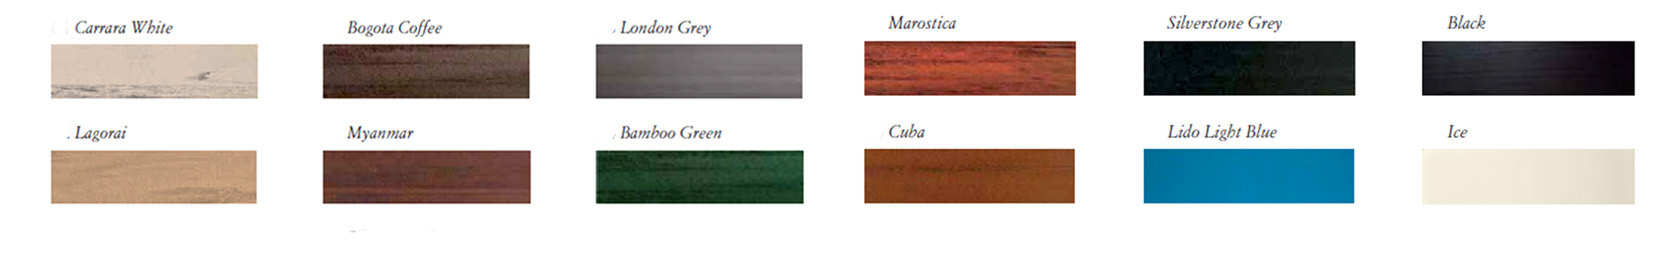 Carrara White
Bogota Coffee
London Grey
Marostica
Silverstone Grey
Black
Lagorai
Myanmar
Bamboo Green
Cuba
Lido Light Blue
Ice